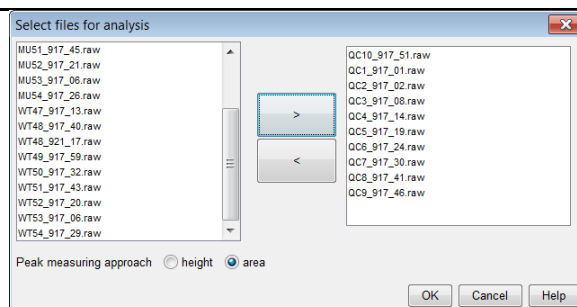 Select files for analysis
MU51_917_45.raw
MU52_917_21.raw
MU53_917_06.raw
MU54_917_26.raw
WT47_917_13.raw
WT48_917_40.raw
WT48_921_17.raw
WT49_917_59.raw
WT50_917_32.raw
WT51_917_43.raw
WT52_917_20.raw
WT53_917_06.raw
WT54_917_29.raw
>
<
QC10_917_51.raw
QC1_917_01.raw
QC2_917_02.raw
QC3_917_08.raw
QC4_917_14.raw
QC5_917_19.raw
QC6_917_24.raw
QC7_917_30.raw
QC8_917_41.raw
QC9_917_46.raw
Peak measuring approach height area
OK Cancel Help